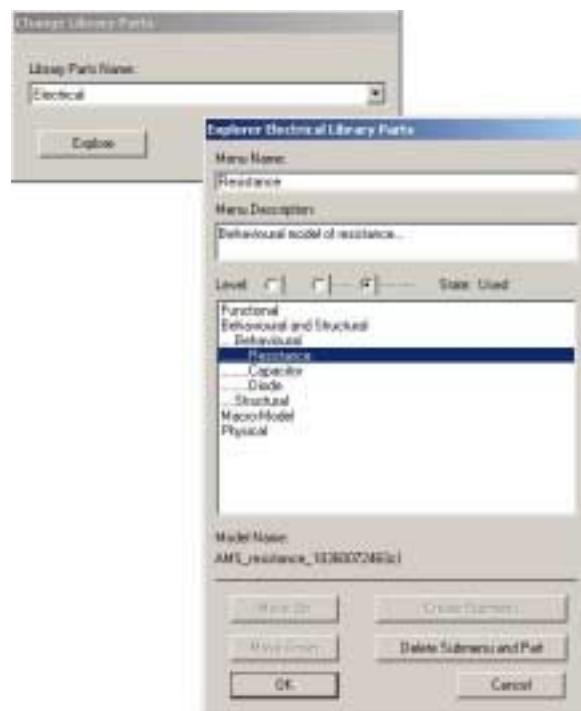 Change Library Parts
Library Parts Name:
Electrical
Explore
Explorer Electrical Library Parts
Menu Name:
Resistance
Menu Description:
Behavioural model of resistance...
Level: State: Used
Functional
Behavioural and Structural
...Behavioural
......Resistance
......Capacitor
......Diode
...Structural
Macro-Model
Physical
Model Name:
Move Up
Create Submenu
Move Down
Delete Submenu and Part
OK
Cancel